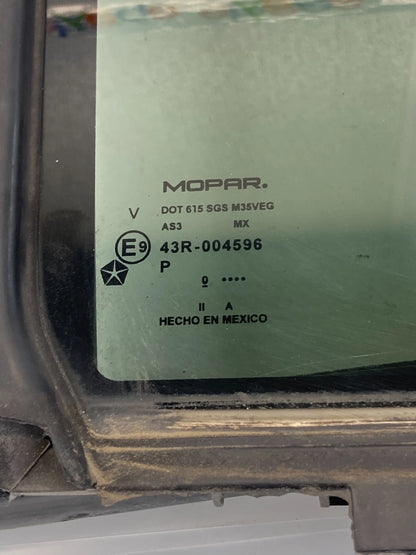 MOPAR.
V DOT 615 SGS M35VEG
AS3 MX
E9 43R-004596
P
0 ••••
II A
HECHO EN MEXICO